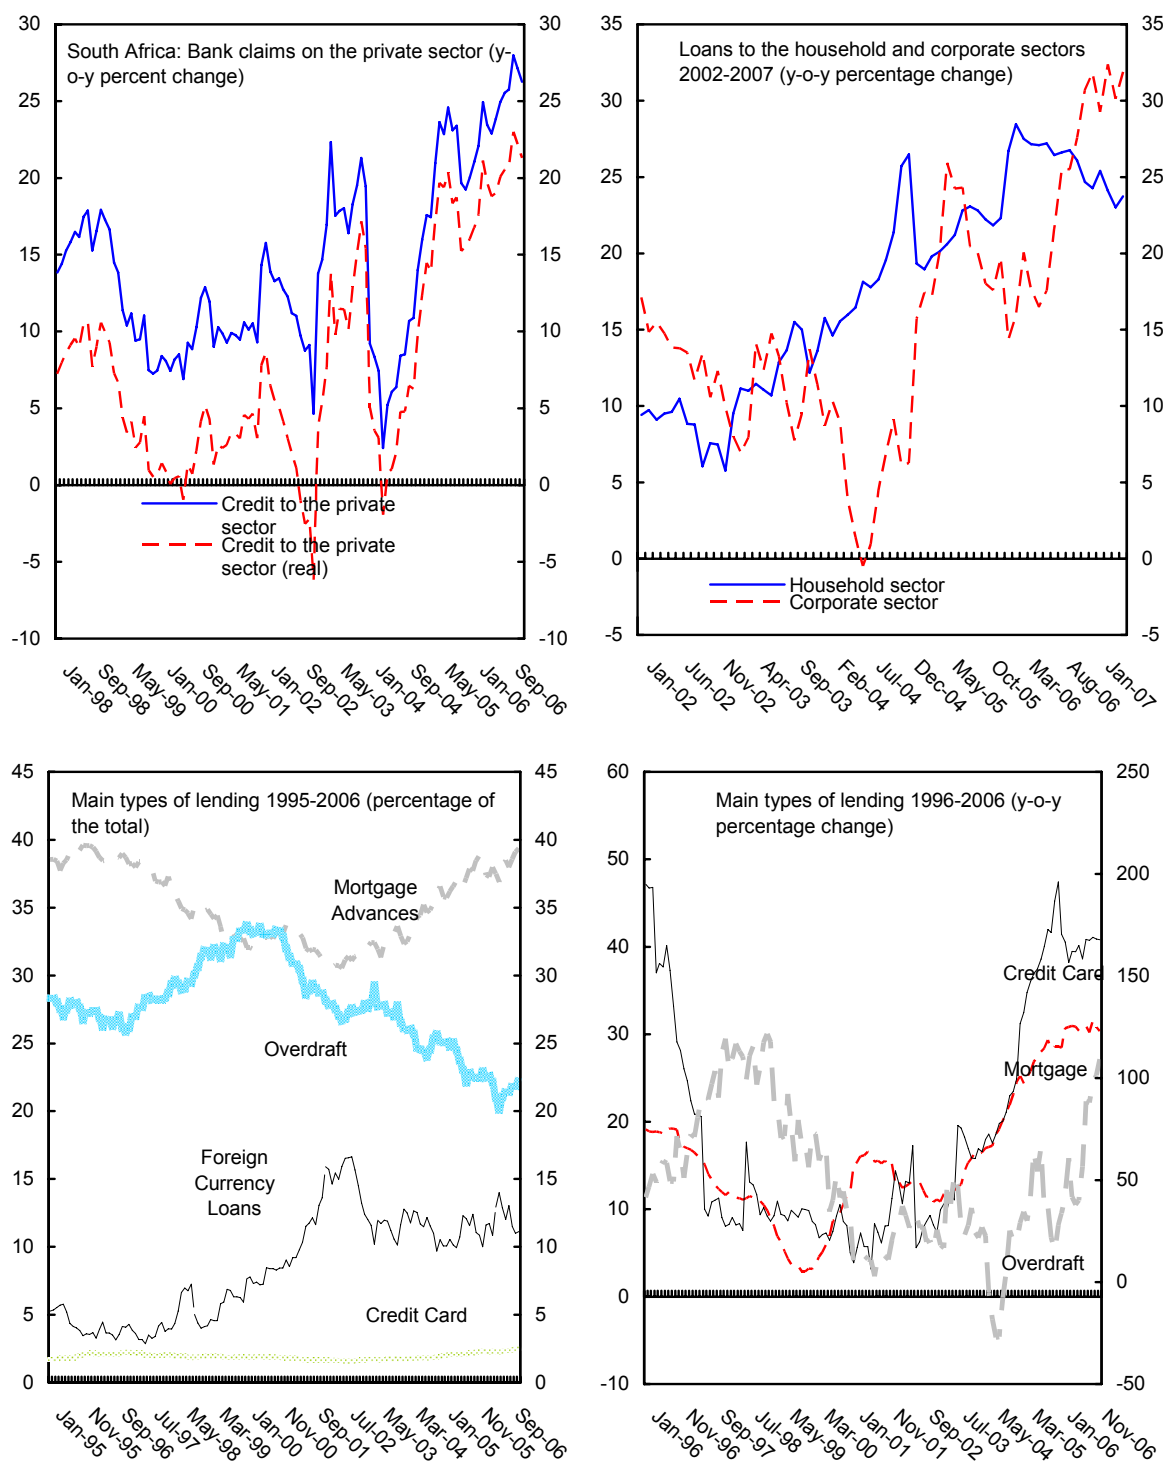 South Africa: Bank claims on the private sector (y-
o-y percent change)
30
25
20
15
10
5
0
-5
-10
30
25
20
15
10
5
0
-5
-10
Credit to the private
sector
Credit to the private
sector (real)
Jan-98
Sep-98
May-99
Jan-00
Sep-00
May-01
Jan-02
Sep-02
May-03
Jan-04
Sep-04
May-05
Jan-06
Sep-06
Loans to the household and corporate sectors
2002-2007 (y-o-y percentage change)
35
30
25
20
15
10
5
0
-5
35
30
25
20
15
10
5
0
-5
Household sector
Corporate sector
Jan-02
Jun-02
Nov-02
Apr-03
Sep-03
Feb-04
Jul-04
Dec-04
May-05
Oct-05
Mar-06
Aug-06
Jan-07
Main types of lending 1995-2006 (percentage of
the total)
45
40
35
30
25
20
15
10
5
0
45
40
35
30
25
20
15
10
5
0
Mortgage
Advances
Overdraft
Foreign
Currency
Loans
Credit Card
Jan-95
Nov-95
Sep-96
Jul-97
May-98
Mar-99
Jan-00
Nov-00
Sep-01
Jul-02
May-03
Mar-04
Jan-05
Nov-05
Sep-06
Main types of lending 1996-2006 (y-o-y
percentage change)
60
50
40
30
20
10
0
-10
250
200
150
100
50
0
-50
Credit Card
Mortgage
Overdraft
Jan-96
Nov-96
Sep-97
Jul-98
May-99
Mar-00
Jan-01
Nov-01
Sep-02
Jul-03
May-04
Mar-05
Jan-06
Nov-06